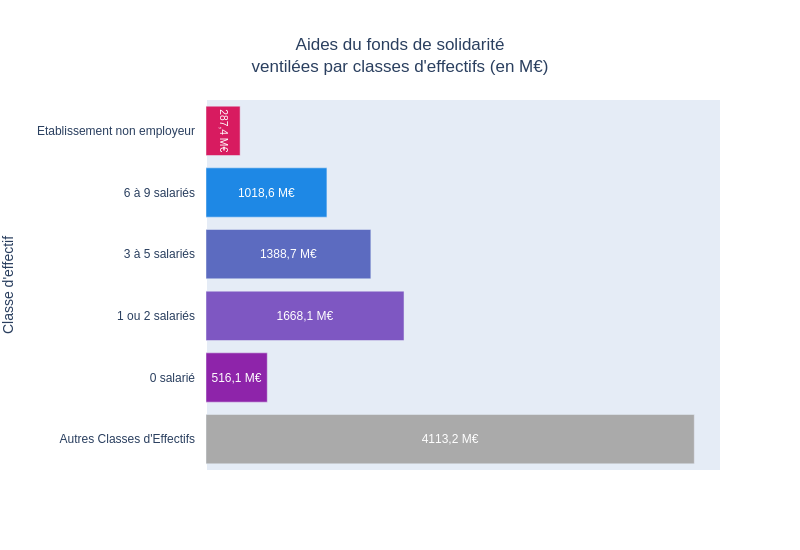 Aides du fonds de solidarité
ventilées par classes d'effectifs (en M€)
Classe d'effectif
Etablissement non employeur
287,4 M€
6 à 9 salariés
1018,6 M€
3 à 5 salariés
1388,7 M€
1 ou 2 salariés
1668,1 M€
0 salarié
516,1 M€
Autres Classes d'Effectifs
4113,2 M€